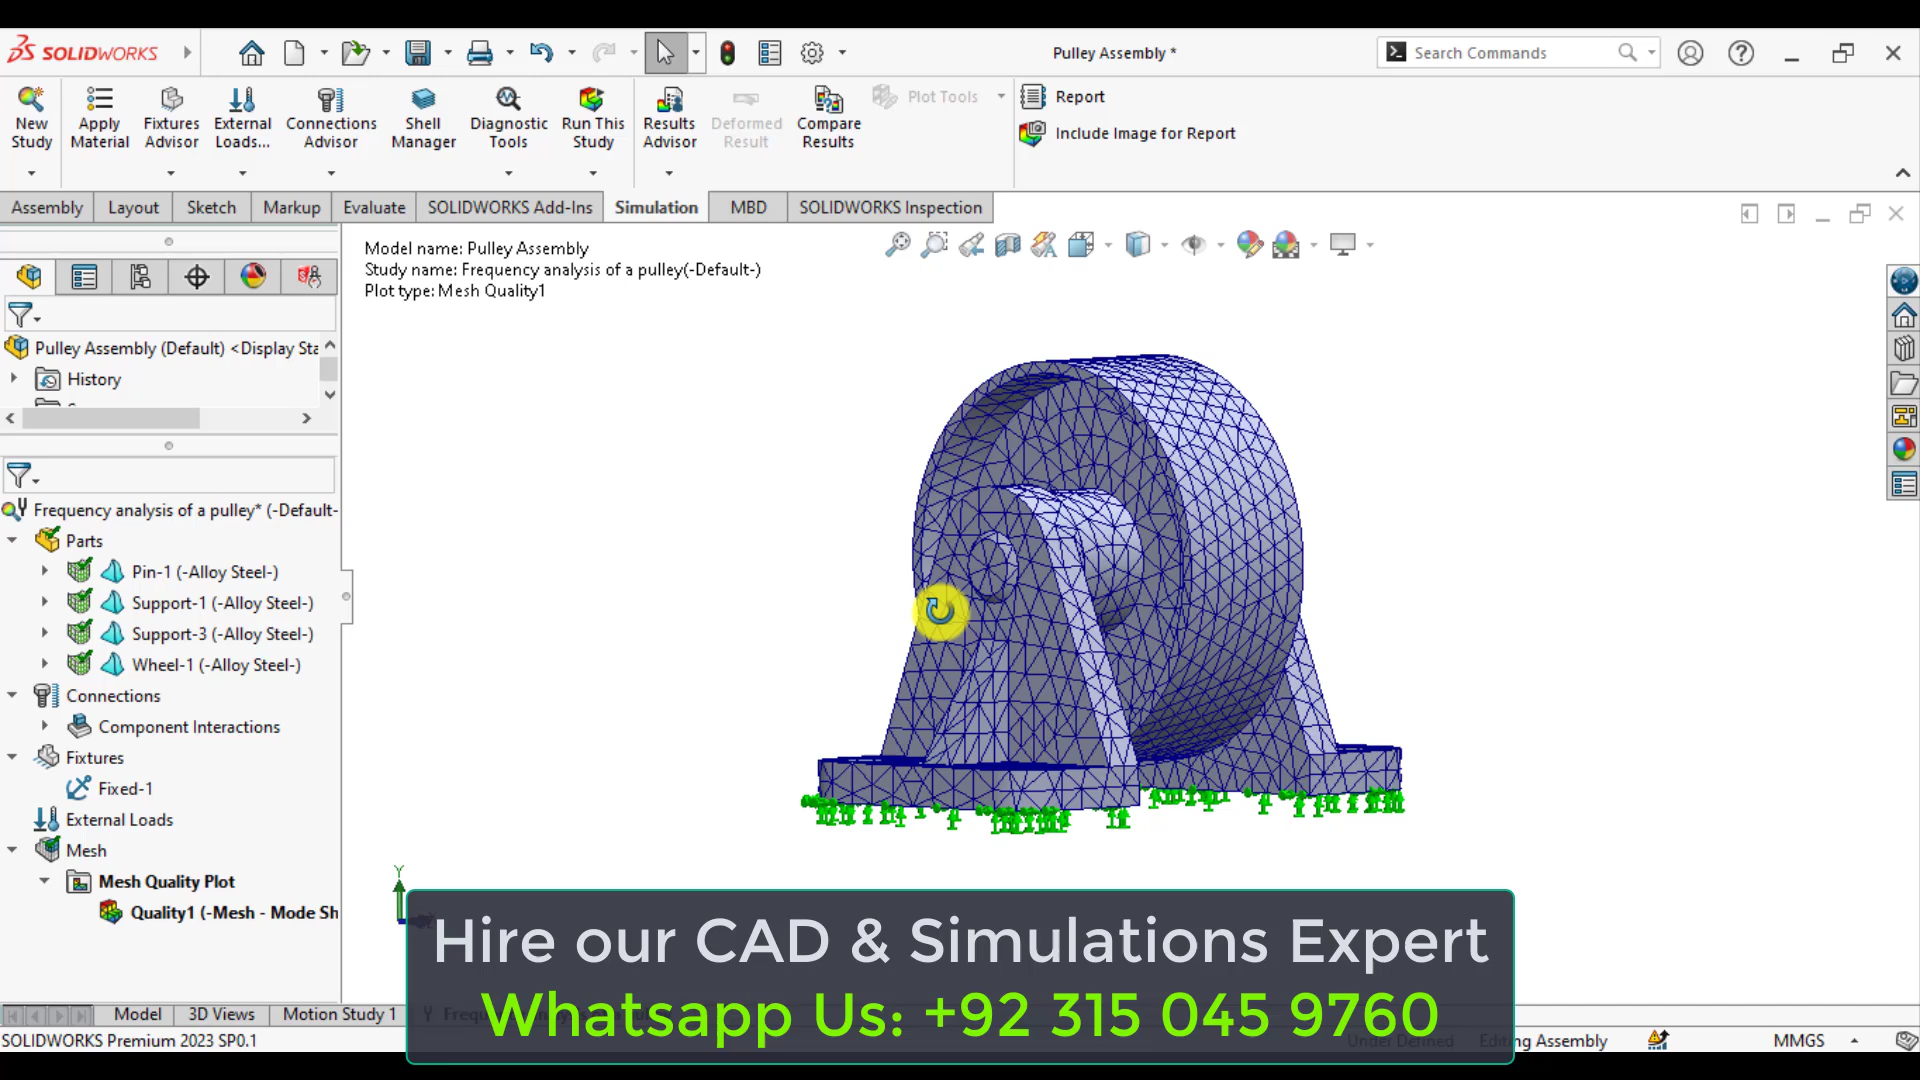 SOLIDWORKS
Pulley Assembly *
Search Commands
New Study
Apply Material
Fixtures Advisor
External Loads...
Connections Advisor
Shell Manager
Diagnostic Tools
Run This Study
Results Advisor
Deformed Result
Compare Results
Plot Tools
Report
Include Image for Report
Assembly
Layout
Sketch
Markup
Evaluate
SOLIDWORKS Add-Ins
Simulation
MBD
SOLIDWORKS Inspection
Model name: Pulley Assembly
Study name: Frequency analysis of a pulley(-Default-)
Plot type: Mesh Quality1
Pulley Assembly (Default) <Display Sta
History
Frequency analysis of a pulley* (-Default-
Parts
Pin-1 (-Alloy Steel-)
Support-1 (-Alloy Steel-)
Support-3 (-Alloy Steel-)
Wheel-1 (-Alloy Steel-)
Connections
Component Interactions
Fixtures
Fixed-1
External Loads
Mesh
Mesh Quality Plot
Quality1 (-Mesh - Mode Sh
Y
Hire our CAD & Simulations Expert
Whatsapp Us: +92 315 045 9760
Model
3D Views
Motion Study 1
SOLIDWORKS Premium 2023 SP0.1
Under Defined
Editing Assembly
MMGS